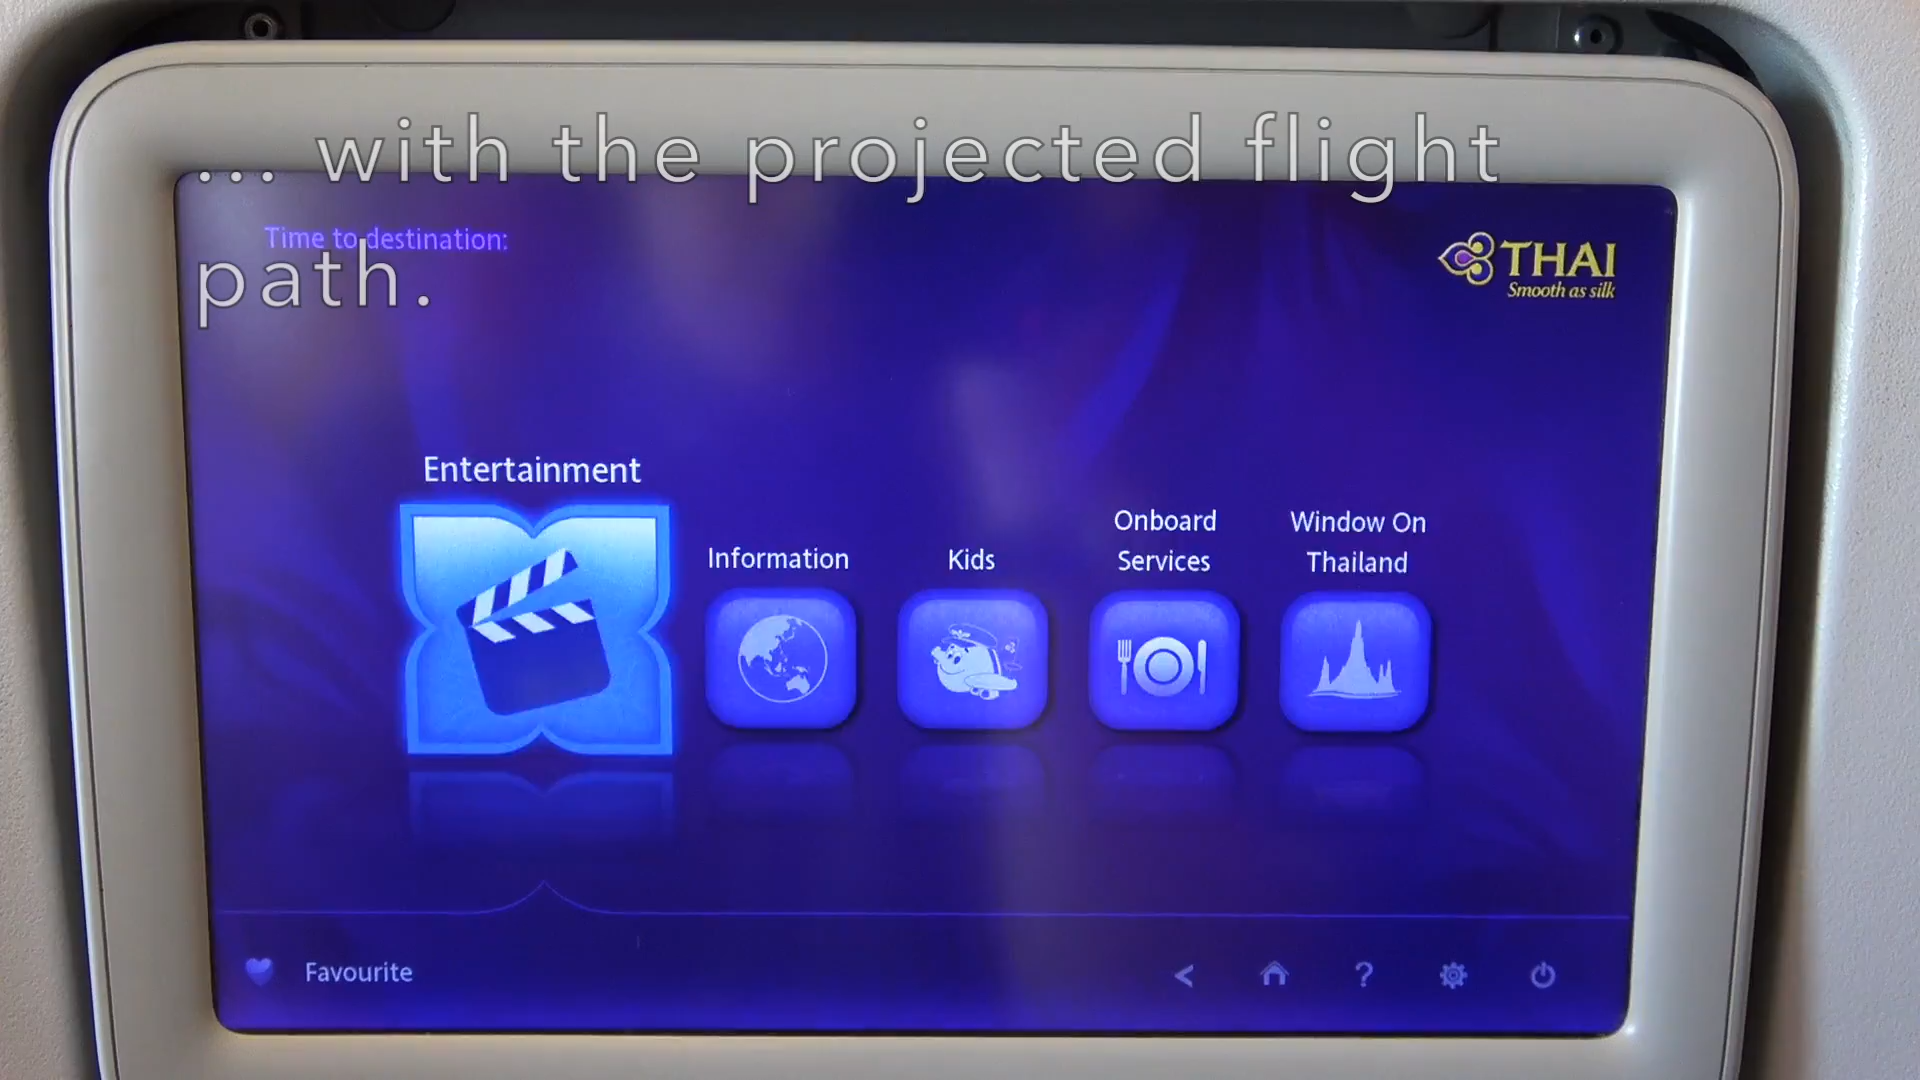 ... with the projected flight
path.
Time to destination:
THAI
Smooth as silk
Entertainment
Information
Kids
Onboard
Services
Window On
Thailand
Favourite